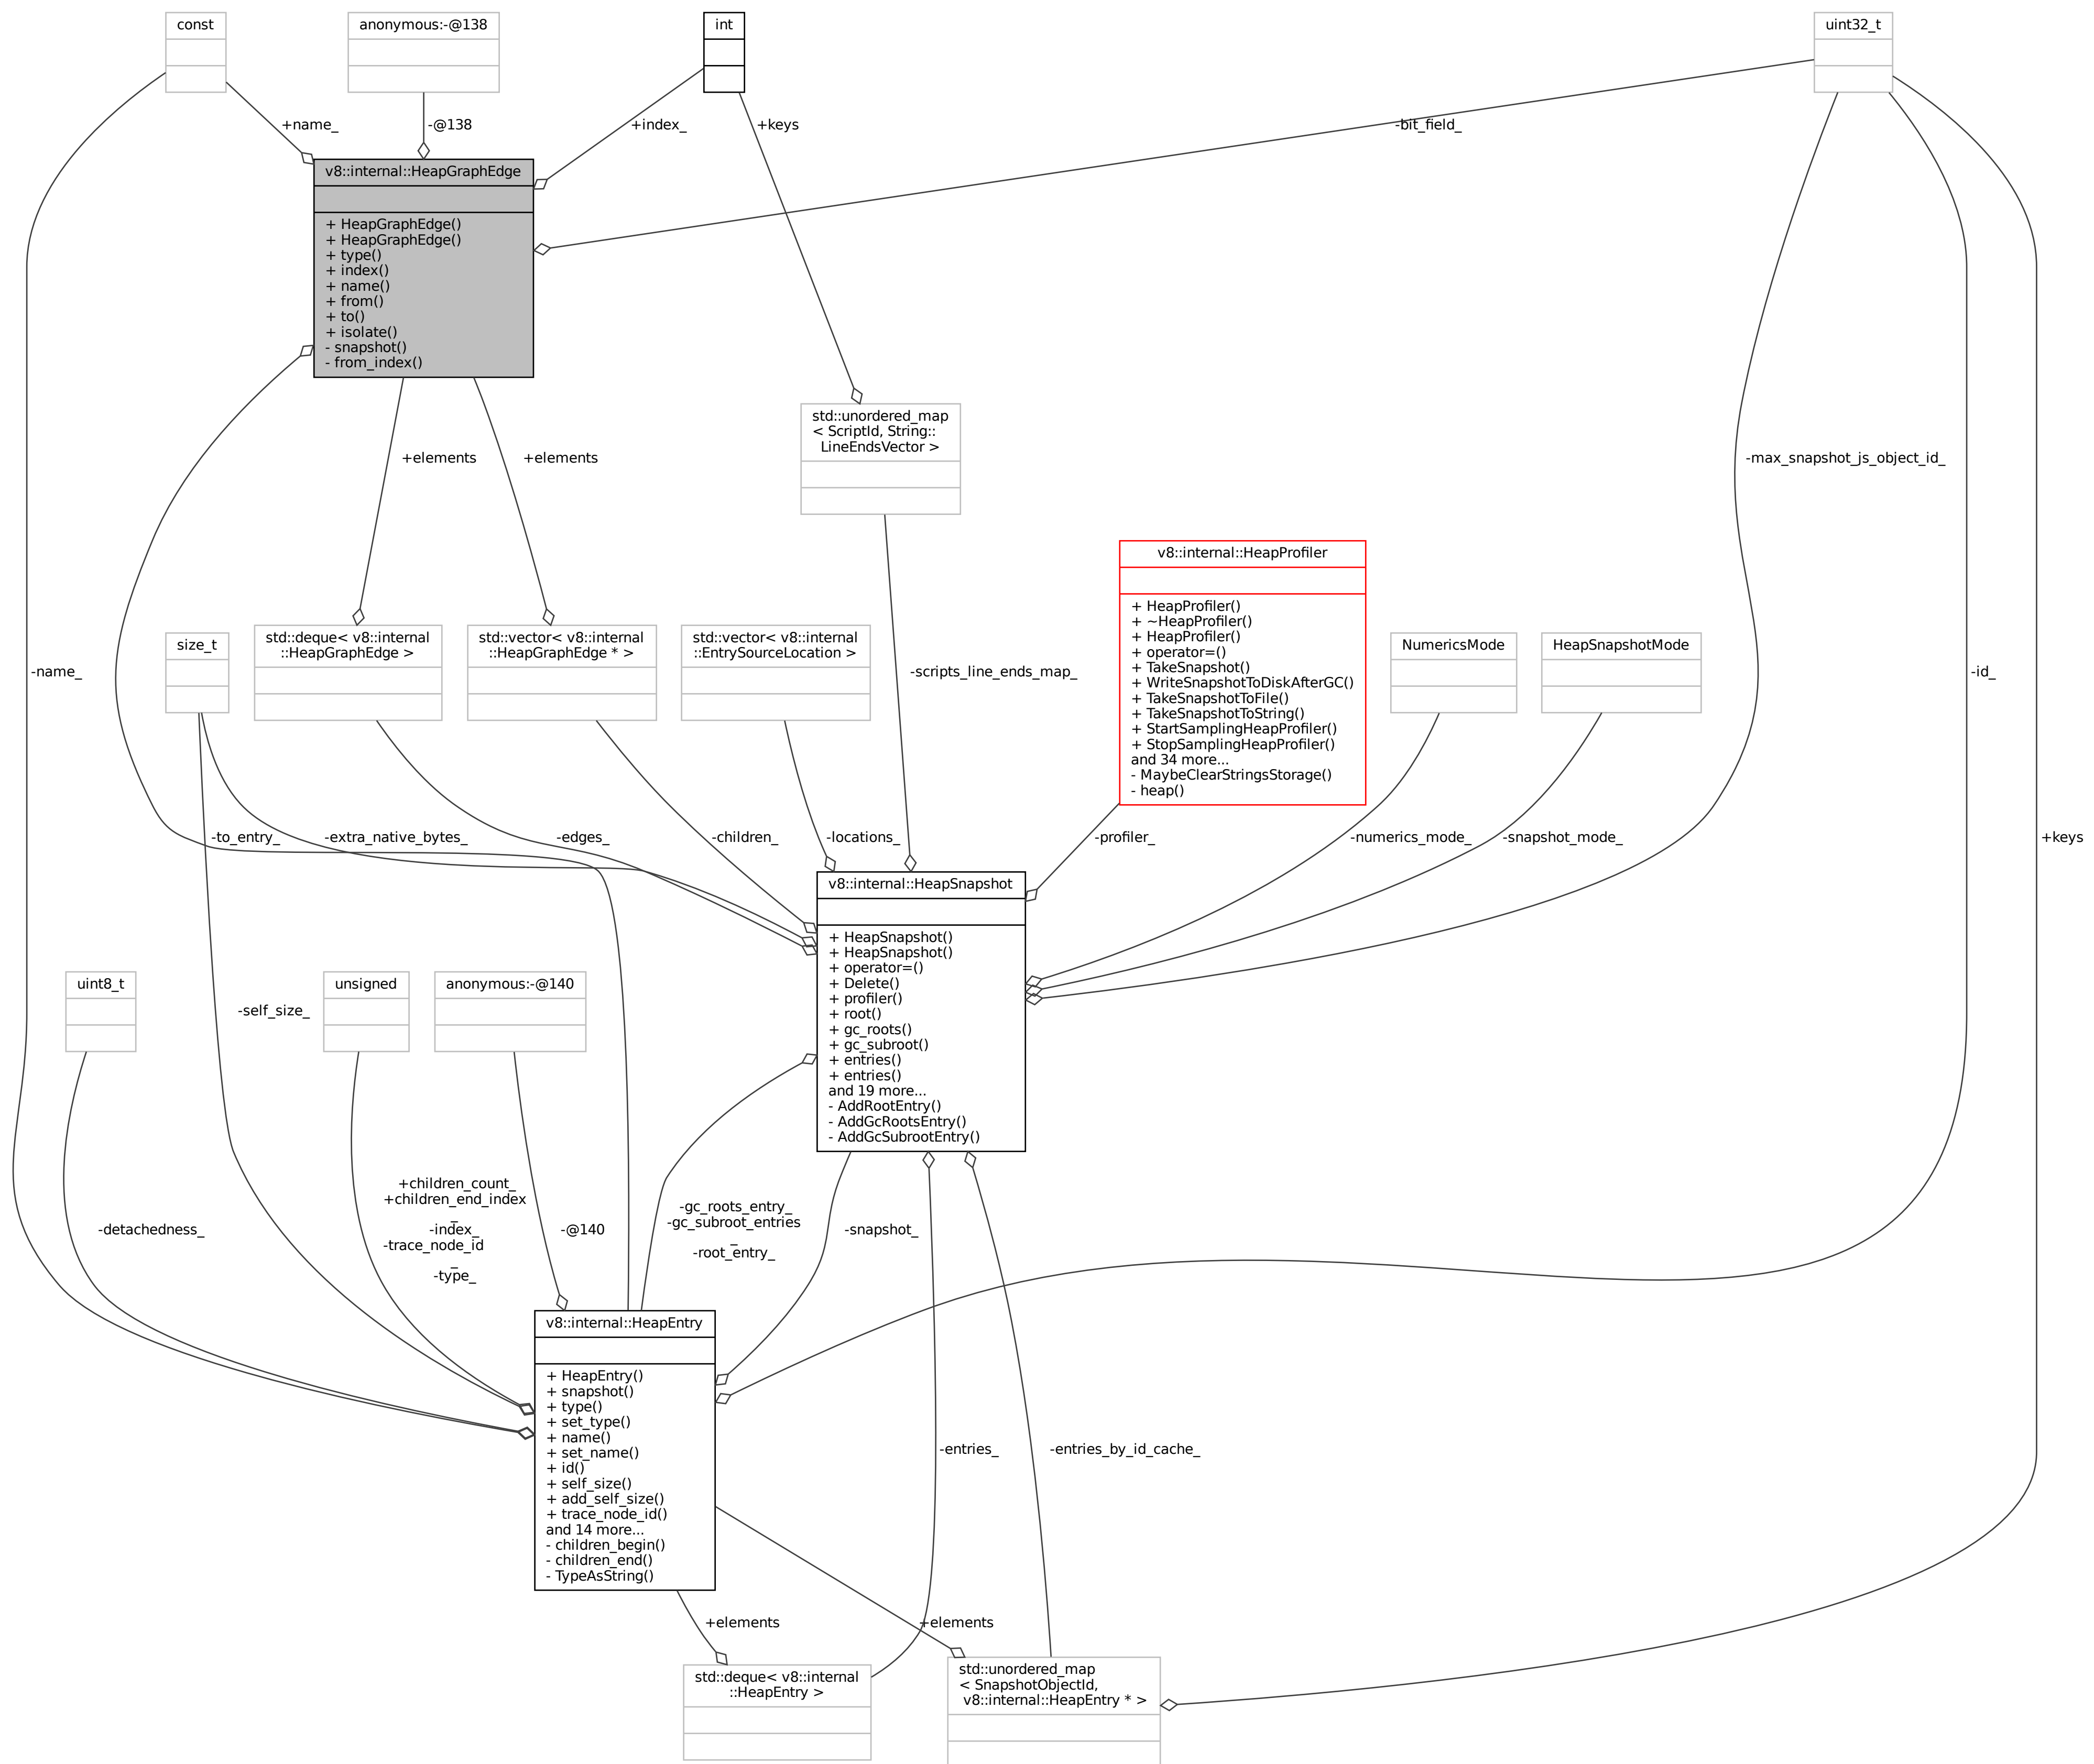 const
anonymous:-@138
int
uint32_t
+name_
-@138
+index_
+keys
-bit_field_
v8::internal::HeapGraphEdge
+ HeapGraphEdge()
+ HeapGraphEdge()
+ type()
+ index()
+ name()
+ from()
+ to()
+ isolate()
- snapshot()
- from_index()
std::unordered_map
< ScriptId, String::
LineEndsVector >
+elements
+elements
-max_snapshot_js_object_id_
v8::internal::HeapProfiler
+ HeapProfiler()
+ ~HeapProfiler()
+ HeapProfiler()
+ operator=()
+ TakeSnapshot()
+ WriteSnapshotToDiskAfterGC()
+ TakeSnapshotToFile()
+ TakeSnapshotToString()
+ StartSamplingHeapProfiler()
+ StopSamplingHeapProfiler()
and 34 more...
- MaybeClearStringsStorage()
- heap()
size_t
std::deque< v8::internal
::HeapGraphEdge >
std::vector< v8::internal
::HeapGraphEdge * >
std::vector< v8::internal
::EntrySourceLocation >
NumericsMode
HeapSnapshotMode
-name_
-scripts_line_ends_map_
-id_
-to_entry_
-extra_native_bytes_
-edges_
-children_
-locations_
-profiler_
-numerics_mode_
-snapshot_mode_
+keys
v8::internal::HeapSnapshot
+ HeapSnapshot()
+ HeapSnapshot()
+ operator=()
+ Delete()
+ profiler()
+ root()
+ gc_roots()
+ gc_subroot()
+ entries()
+ entries()
and 19 more...
- AddRootEntry()
- AddGcRootsEntry()
- AddGcSubrootEntry()
uint8_t
-self_size_
unsigned
anonymous:-@140
-detachedness_
+children_count_
+children_end_index
_
-index_
-trace_node_id
_
-type_
-@140
-gc_roots_entry_
-gc_subroot_entries
_
-root_entry_
-snapshot_
v8::internal::HeapEntry
+ HeapEntry()
+ snapshot()
+ type()
+ set_type()
+ name()
+ set_name()
+ id()
+ self_size()
+ add_self_size()
+ trace_node_id()
and 14 more...
- children_begin()
- children_end()
- TypeAsString()
-entries_
-entries_by_id_cache_
+elements
+elements
std::deque< v8::internal
::HeapEntry >
std::unordered_map
< SnapshotObjectId,
v8::internal::HeapEntry * >